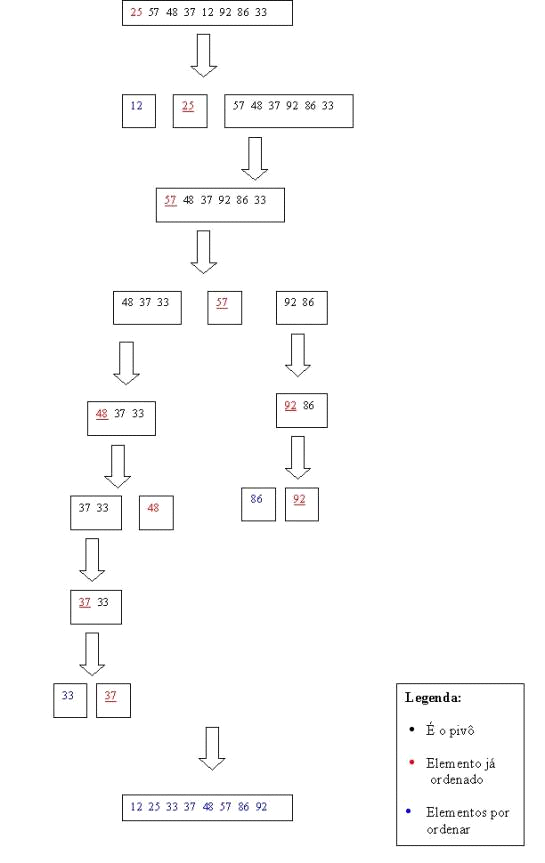 25 57 48 37 12 92 86 33
12 25 57 48 37 92 86 33
57 48 37 92 86 33
48 37 33 57 92 86
48 37 33 92 86
37 33 48 86 92
37 33
33 37
Legenda:
É o pivô
Elemento já
ordenado
Elementos por
ordenar
12 25 33 37 48 57 86 92